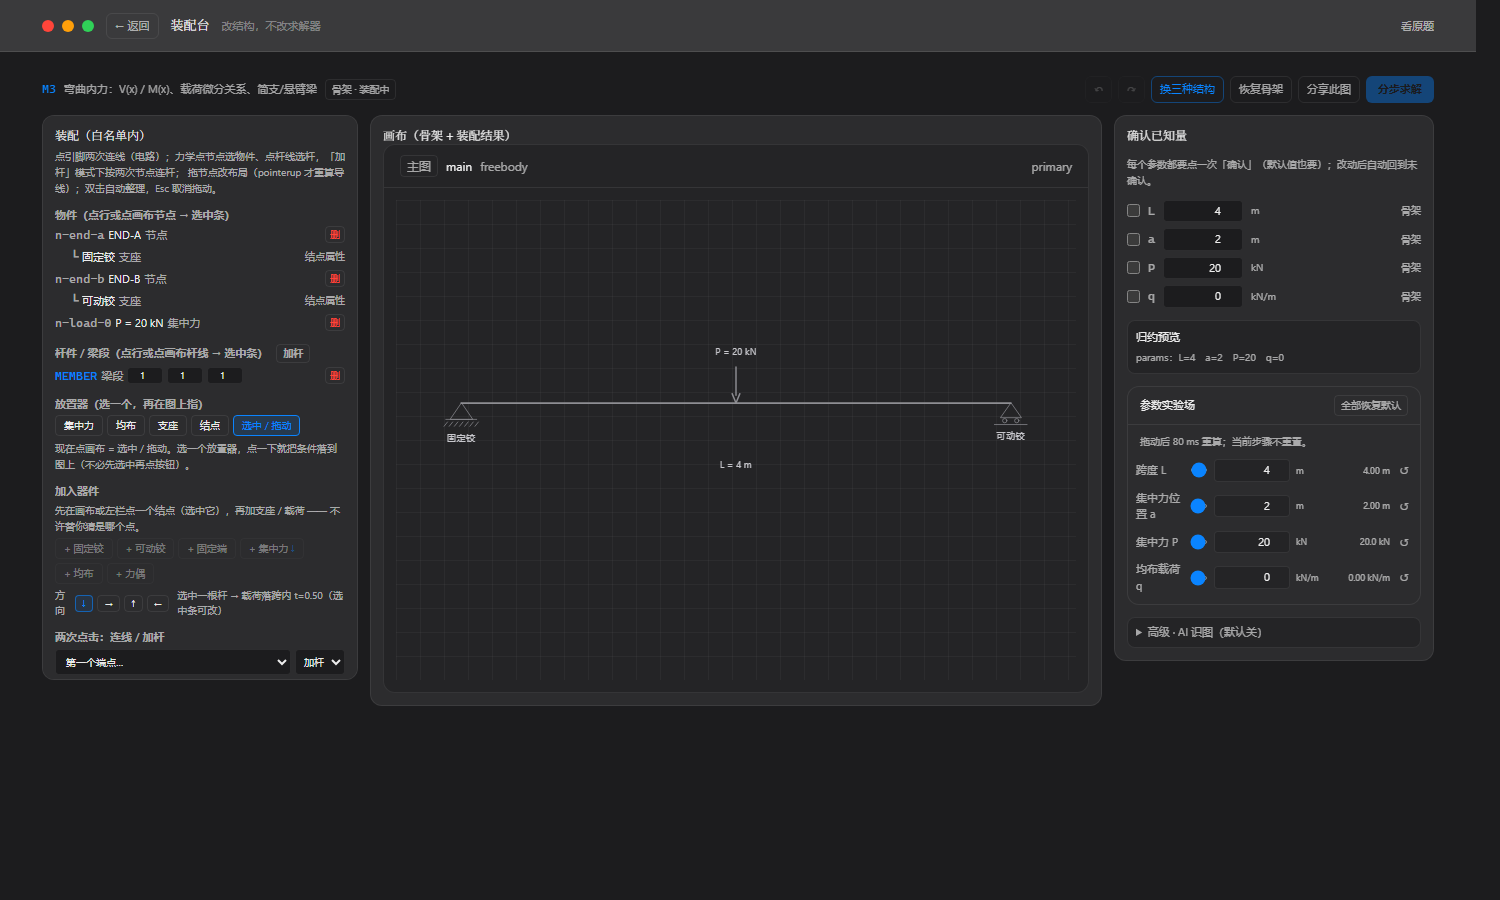 ←返回 装配台 改结构，不改求解器 看原题
M3 弯曲内力：V(x) / M(x)、载荷微分关系、简支/悬臂梁 骨架 · 装配中 ↶ ↷ 换三种结构 恢复骨架 分享此图 分步求解
装配（白名单内）
点引脚两次连线（电路）；力学点节点选物件、点杆线选杆，「加
杆」模式下按两次节点连杆； 拖节点改布局（pointerup 才重算导
线）；双击自动整理，Esc 取消拖动。
物件（点行或点画布节点 → 选中条）
n-end-a END-A 节点 删
└ 固定铰 支座 结点属性
n-end-b END-B 节点 删
└ 可动铰 支座 结点属性
n-load-0 P = 20 kN 集中力 删
杆件 / 梁段（点行或点画布杆线 → 选中条） 加杆
MEMBER 梁段 1 1 1 删
放置器（选一个，再在图上指）
集中力 均布 支座 结点 选中 / 拖动
现在点画布 = 选中 / 拖动。选一个放置器，点一下就把条件落到
图上（不必先选中再点按钮）。
加入器件
先在画布或左栏点一个结点（选中它），再加支座 / 载荷 —— 不
许替你猜是哪个点。
+ 固定铰 + 可动铰 + 固定端 + 集中力↓
+ 均布 + 力偶
方向 ↓ → ↑ ← 选中一根杆 → 载荷落跨内 t=0.50（选
中条可改）
两次点击：连线 / 加杆
第一个端点… 加杆
画布（骨架 + 装配结果）
主图 main freebody primary
P = 20 kN
固定铰
可动铰
L = 4 m
确认已知量
每个参数都要点一次「确认」（默认值也要）；改动后自动回到未
确认。
L 4 m 骨架
a 2 m 骨架
P 20 kN 骨架
q 0 kN/m 骨架
归约预览
params： L=4 a=2 P=20 q=0
参数实验场 全部恢复默认
拖动后 80 ms 重算；当前步骤不重置。
跨度 L 4 m 4.00 m ↺
集中力位置 a 2 m 2.00 m ↺
集中力 P 20 kN 20.0 kN ↺
均布载荷 q 0 kN/m 0.00 kN/m ↺
▶ 高级 · AI 识图（默认关）